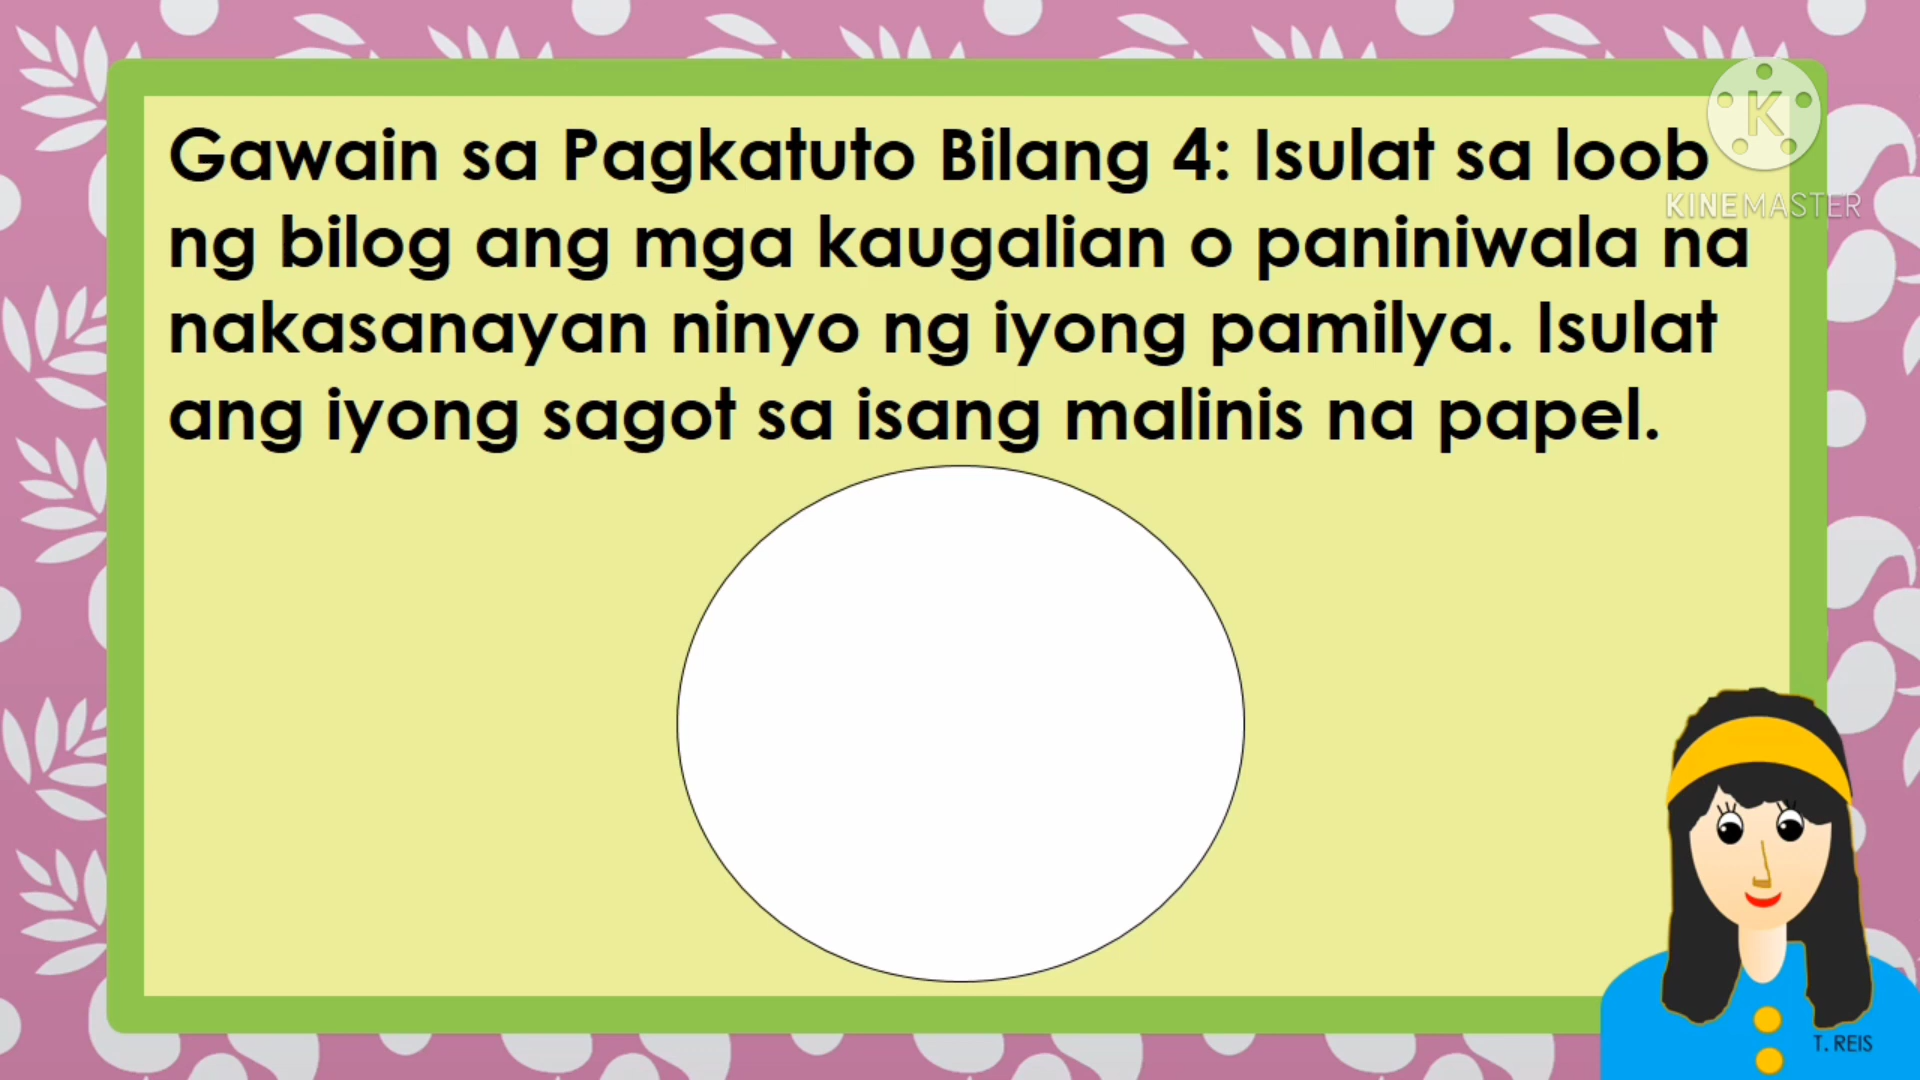 Gawain sa Pagkatuto Bilang 4: Isulat sa loob
ng bilog ang mga kaugalian o paniniwala na
nakasanayan ninyo ng iyong pamilya. Isulat
ang iyong sagot sa isang malinis na papel.
K
KINEMASTER
T. REIS